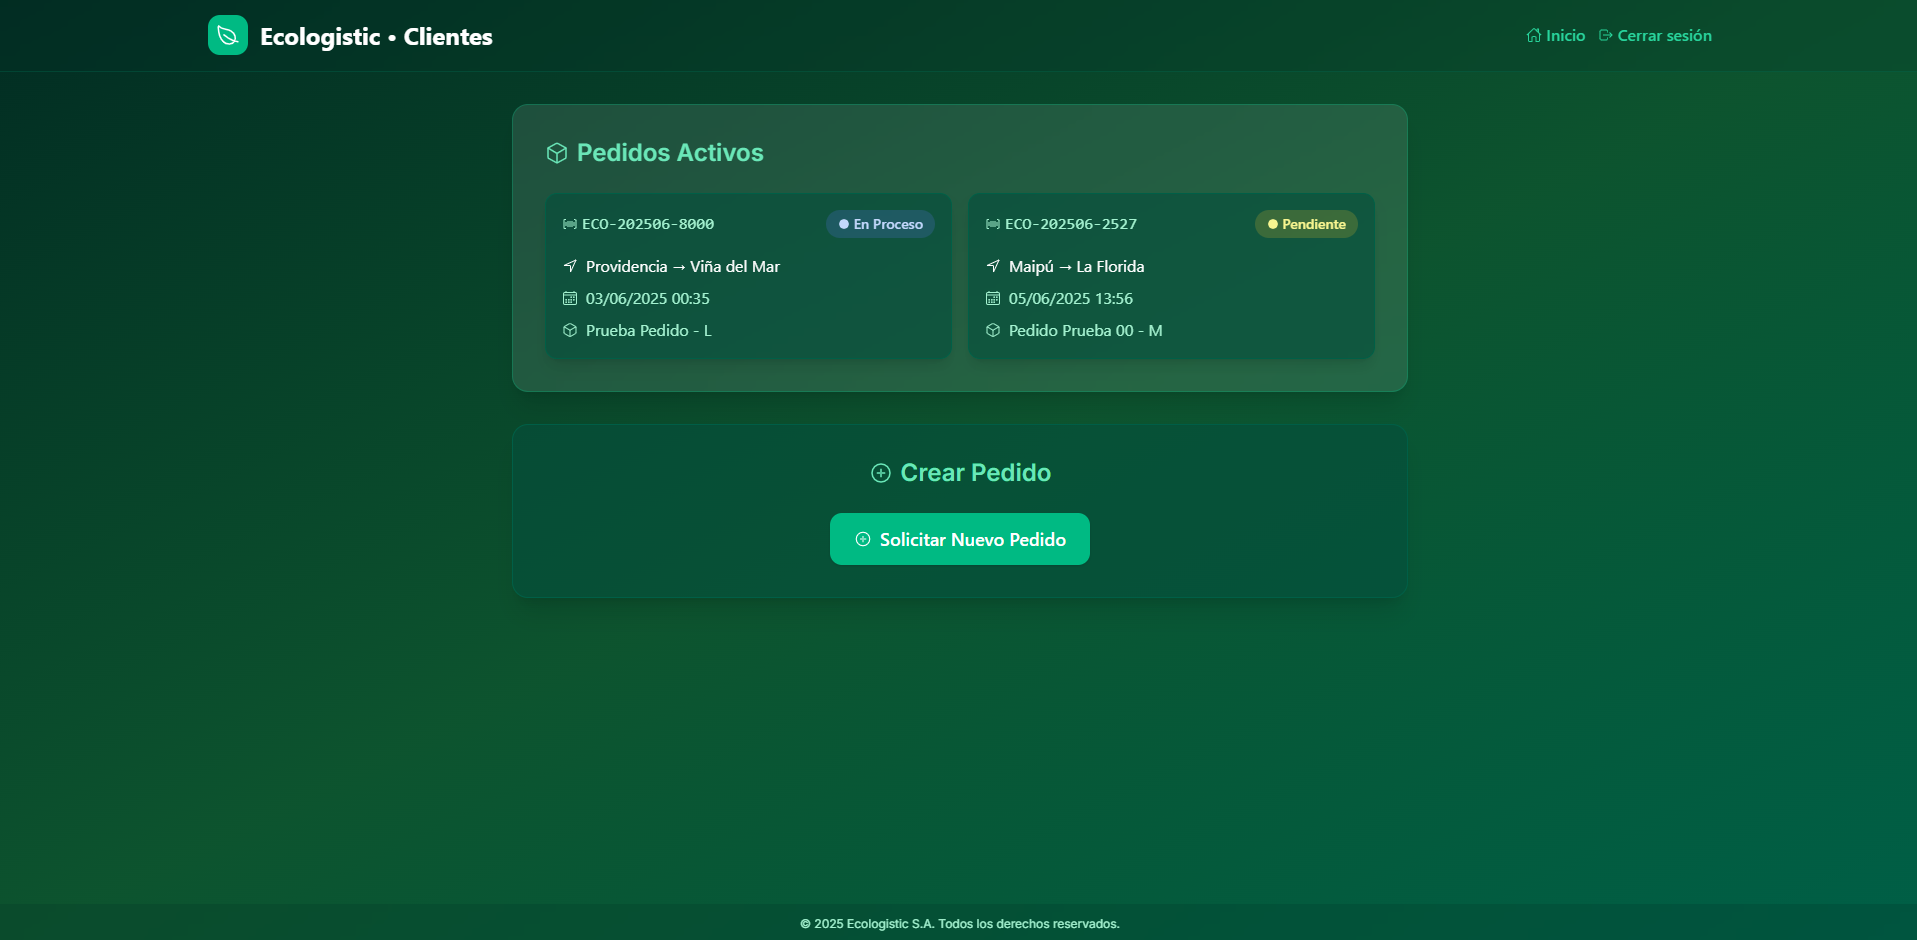 Ecologistic • Clientes
Inicio
Cerrar sesión
Pedidos Activos
ECO-202506-8000
En Proceso
Providencia → Viña del Mar
03/06/2025 00:35
Prueba Pedido - L
ECO-202506-2527
Pendiente
Maipú → La Florida
05/06/2025 13:56
Pedido Prueba 00 - M
Crear Pedido
Solicitar Nuevo Pedido
© 2025 Ecologistic S.A. Todos los derechos reservados.